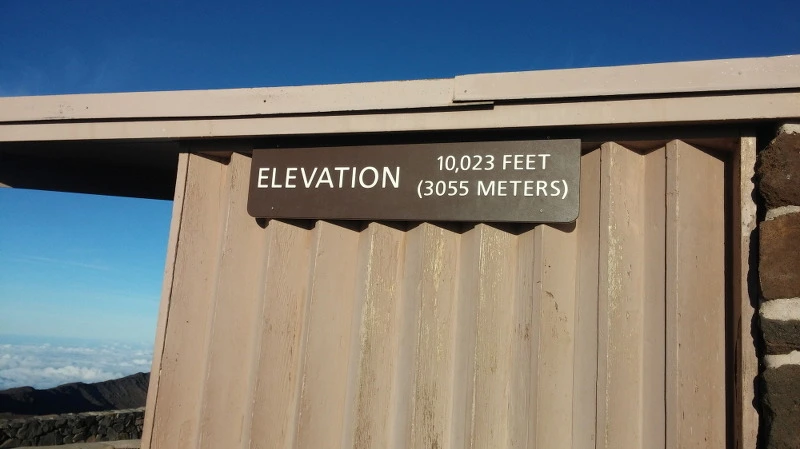 ELEVATION 10,023 FEET
(3055 METERS)